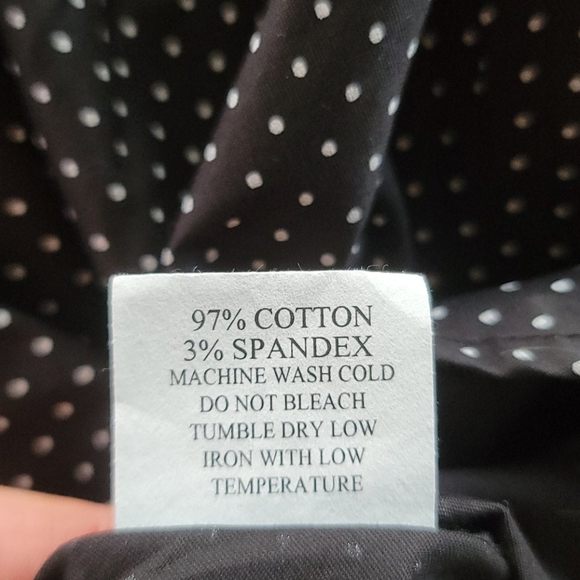 97% COTTON
3% SPANDEX
MACHINE WASH COLD
DO NOT BLEACH
TUMBLE DRY LOW
IRON WITH LOW
TEMPERATURE